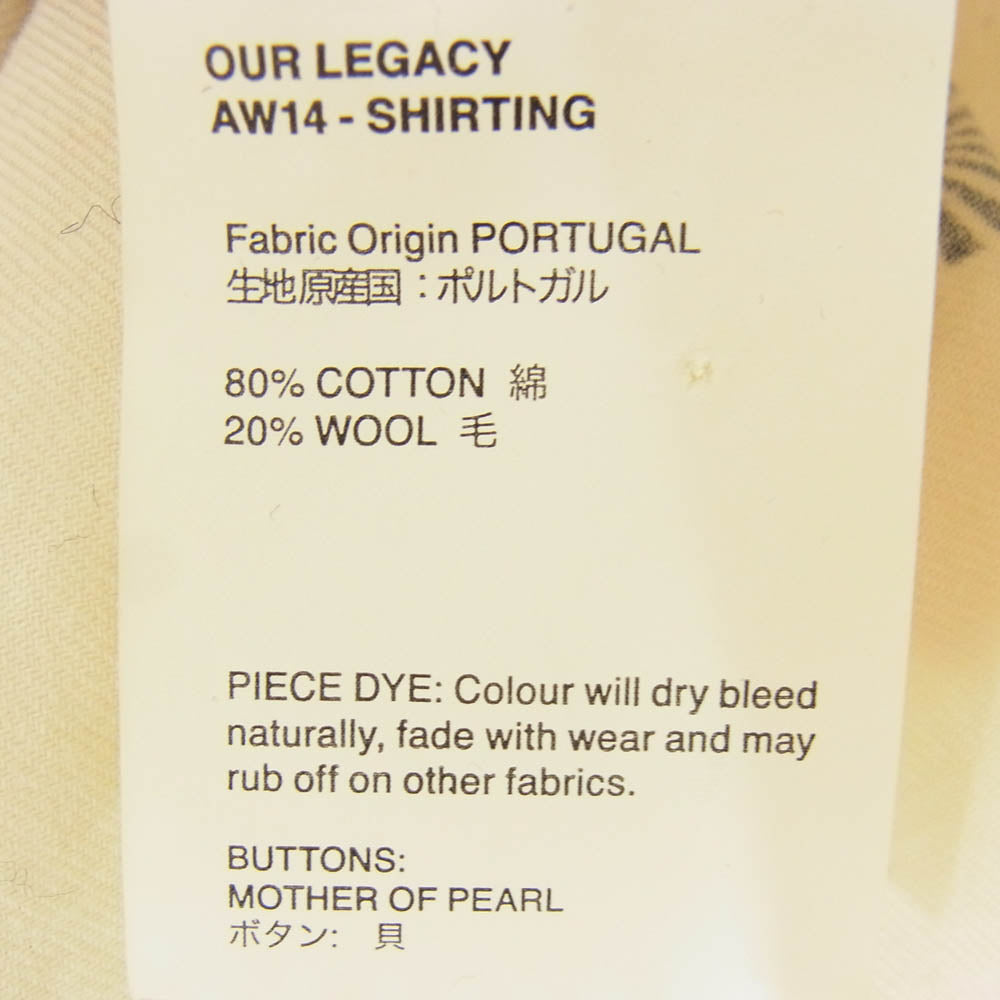 OUR LEGACY
AW14 - SHIRTING
Fabric Origin PORTUGAL
生地原産国：ポルトガル
80% COTTON 綿
20% WOOL 毛
PIECE DYE: Colour will dry bleed
naturally, fade with wear and may
rub off on other fabrics.
BUTTONS:
MOTHER OF PEARL
ボタン: 貝